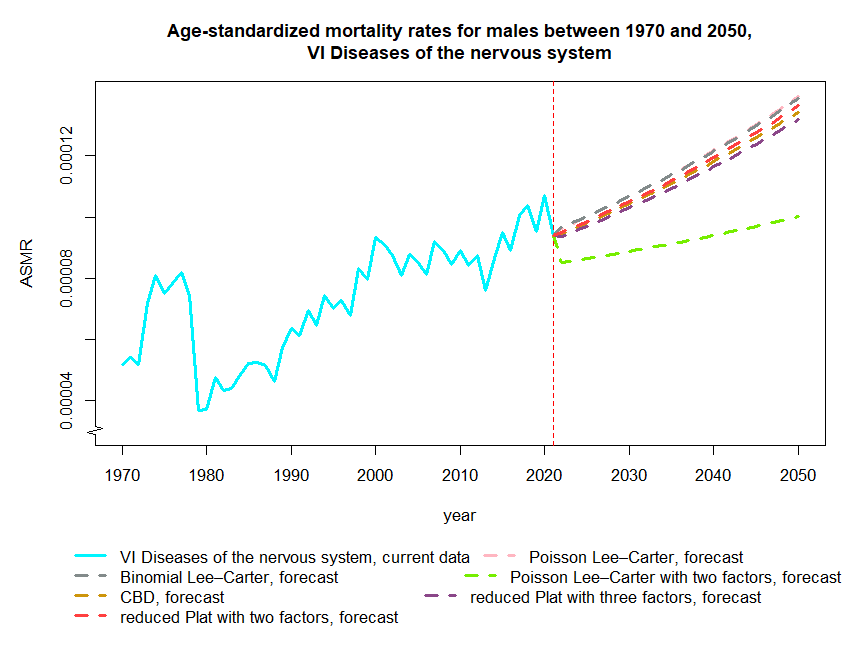 Age-standardized mortality rates for males between 1970 and 2050,
VI Diseases of the nervous system
ASMR
0.00012
0.00008
0.00004
1970 1980 1990 2000 2010 2020 2030 2040 2050
year
VI Diseases of the nervous system, current data Poisson Lee–Carter, forecast
Binomial Lee–Carter, forecast Poisson Lee–Carter with two factors, forecast
CBD, forecast reduced Plat with three factors, forecast
reduced Plat with two factors, forecast